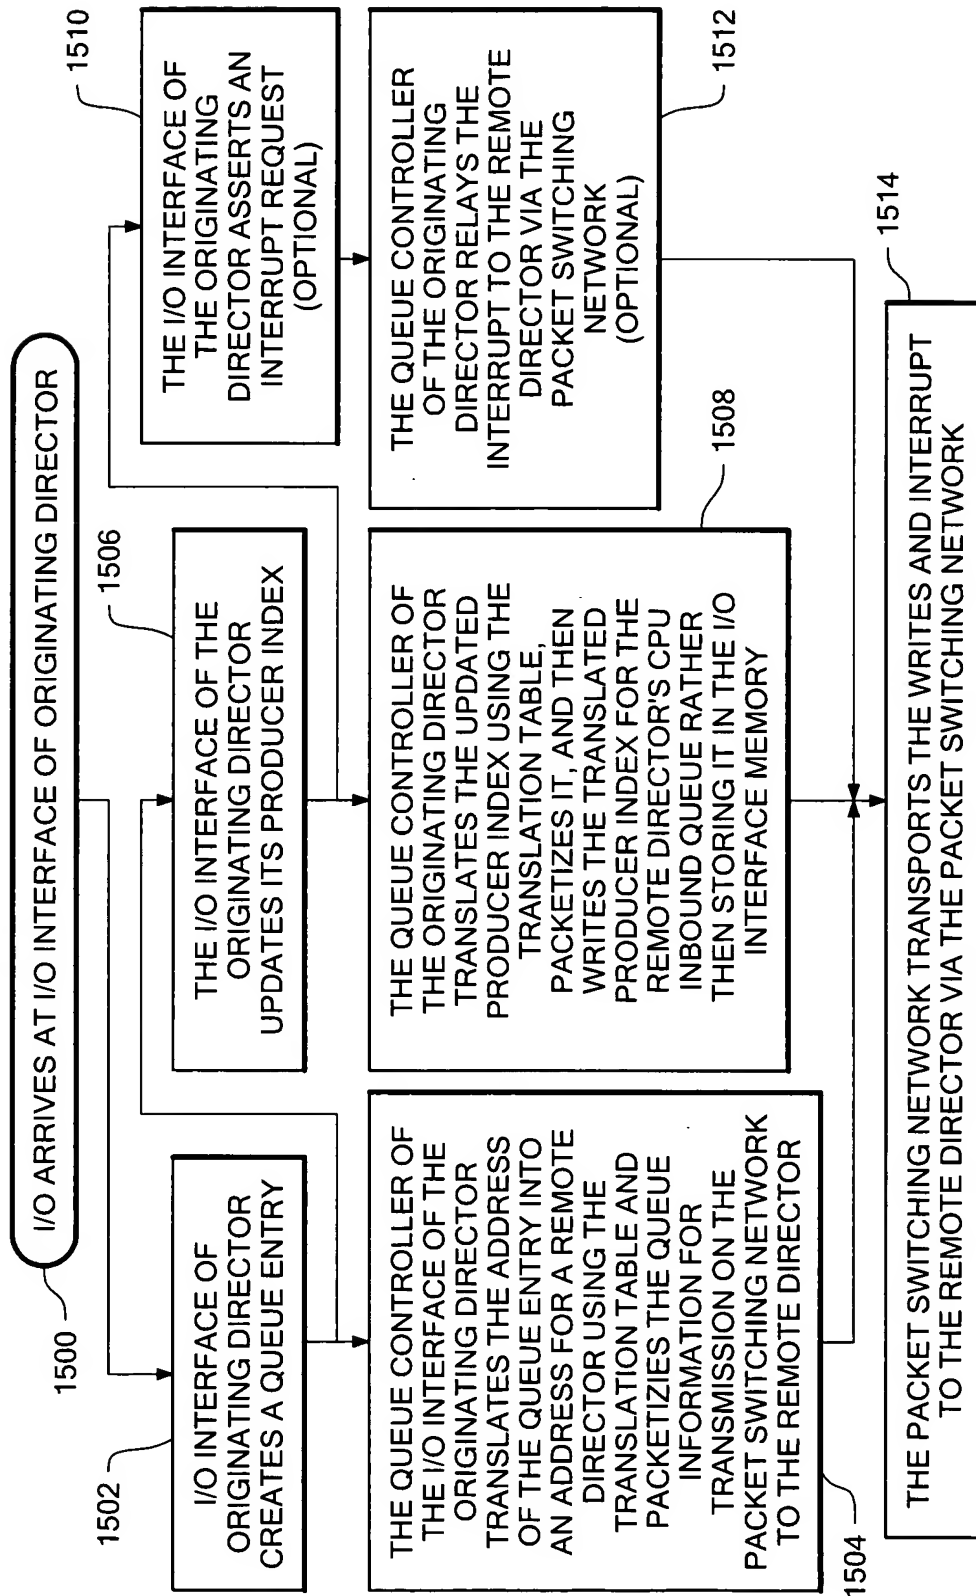 I/O ARRIVES AT I/O INTERFACE OF ORIGINATING DIRECTOR
1500
1502
I/O INTERFACE OF
ORIGINATING DIRECTOR
CREATES A QUEUE ENTRY
THE QUEUE CONTROLLER OF
THE I/O INTERFACE OF THE
ORIGINATING DIRECTOR
TRANSLATES THE ADDRESS
OF THE QUEUE ENTRY INTO
AN ADDRESS FOR A REMOTE
DIRECTOR USING THE
TRANSLATION TABLE AND
PACKETIZIES THE QUEUE
INFORMATION FOR
TRANSMISSION ON THE
PACKET SWITCHING NETWORK
TO THE REMOTE DIRECTOR
1504
1506
THE I/O INTERFACE OF THE
ORIGINATING DIRECTOR
UPDATES ITS PRODUCER INDEX
THE QUEUE CONTROLLER OF
THE ORIGINATING DIRECTOR
TRANSLATES THE UPDATED
PRODUCER INDEX USING THE
TRANSLATION TABLE,
PACKETIZES IT, AND THEN
WRITES THE TRANSLATED
PRODUCER INDEX FOR THE
REMOTE DIRECTOR'S CPU
INBOUND QUEUE RATHER
THEN STORING IT IN THE I/O
INTERFACE MEMORY
1508
1510
THE I/O INTERFACE OF
THE ORIGINATING
DIRECTOR ASSERTS AN
INTERRUPT REQUEST
(OPTIONAL)
THE QUEUE CONTROLLER
OF THE ORIGINATING
DIRECTOR RELAYS THE
INTERRUPT TO THE REMOTE
DIRECTOR VIA THE
PACKET SWITCHING
NETWORK
(OPTIONAL)
1512
1514
THE PACKET SWITCHING NETWORK TRANSPORTS THE WRITES AND INTERRUPT
TO THE REMOTE DIRECTOR VIA THE PACKET SWITCHING NETWORK